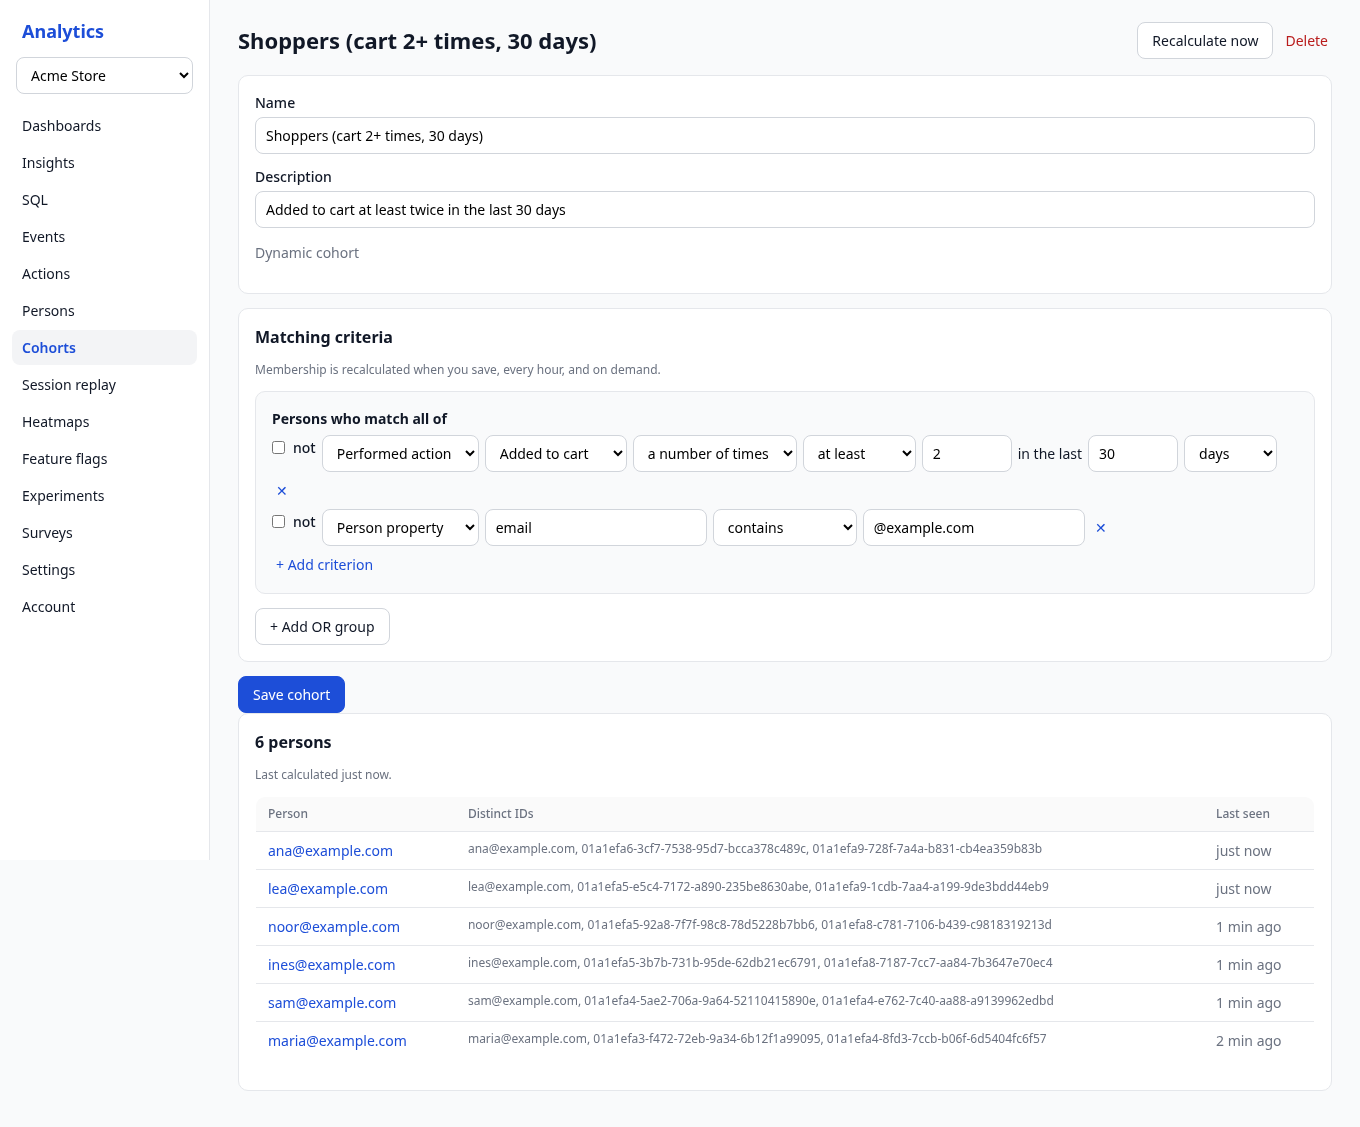 Analytics
Acme Store
Dashboards
Insights
SQL
Events
Actions
Persons
Cohorts
Session replay
Heatmaps
Feature flags
Experiments
Surveys
Settings
Account
Shoppers (cart 2+ times, 30 days)
Recalculate now Delete
Name
Shoppers (cart 2+ times, 30 days)
Description
Added to cart at least twice in the last 30 days
Dynamic cohort
Matching criteria
Membership is recalculated when you save, every hour, and on demand.
Persons who match all of
not Performed action Added to cart a number of times at least 2 in the last 30 days
✕
not Person property email contains @example.com ✕
+ Add criterion
+ Add OR group
Save cohort
6 persons
Last calculated just now.
Person Distinct IDs Last seen
ana@example.com ana@example.com, 01a1efa6-3cf7-7538-95d7-bcca378c489c, 01a1efa9-728f-7a4a-b831-cb4ea359b83b just now
lea@example.com lea@example.com, 01a1efa5-e5c4-7172-a890-235be8630abe, 01a1efa9-1cdb-7aa4-a199-9de3bdd44eb9 just now
noor@example.com noor@example.com, 01a1efa5-92a8-7f7f-98c8-78d5228b7bb6, 01a1efa8-c781-7106-b439-c9818319213d 1 min ago
ines@example.com ines@example.com, 01a1efa5-3b7b-731b-95de-62db21ec6791, 01a1efa8-7187-7cc7-aa84-7b3647e70ec4 1 min ago
sam@example.com sam@example.com, 01a1efa4-5ae2-706a-9a64-52110415890e, 01a1efa4-e762-7c40-aa88-a9139962edbd 1 min ago
maria@example.com maria@example.com, 01a1efa3-f472-72eb-9a34-6b12f1a99095, 01a1efa4-8fd3-7ccb-b06f-6d5404fc6f57 2 min ago